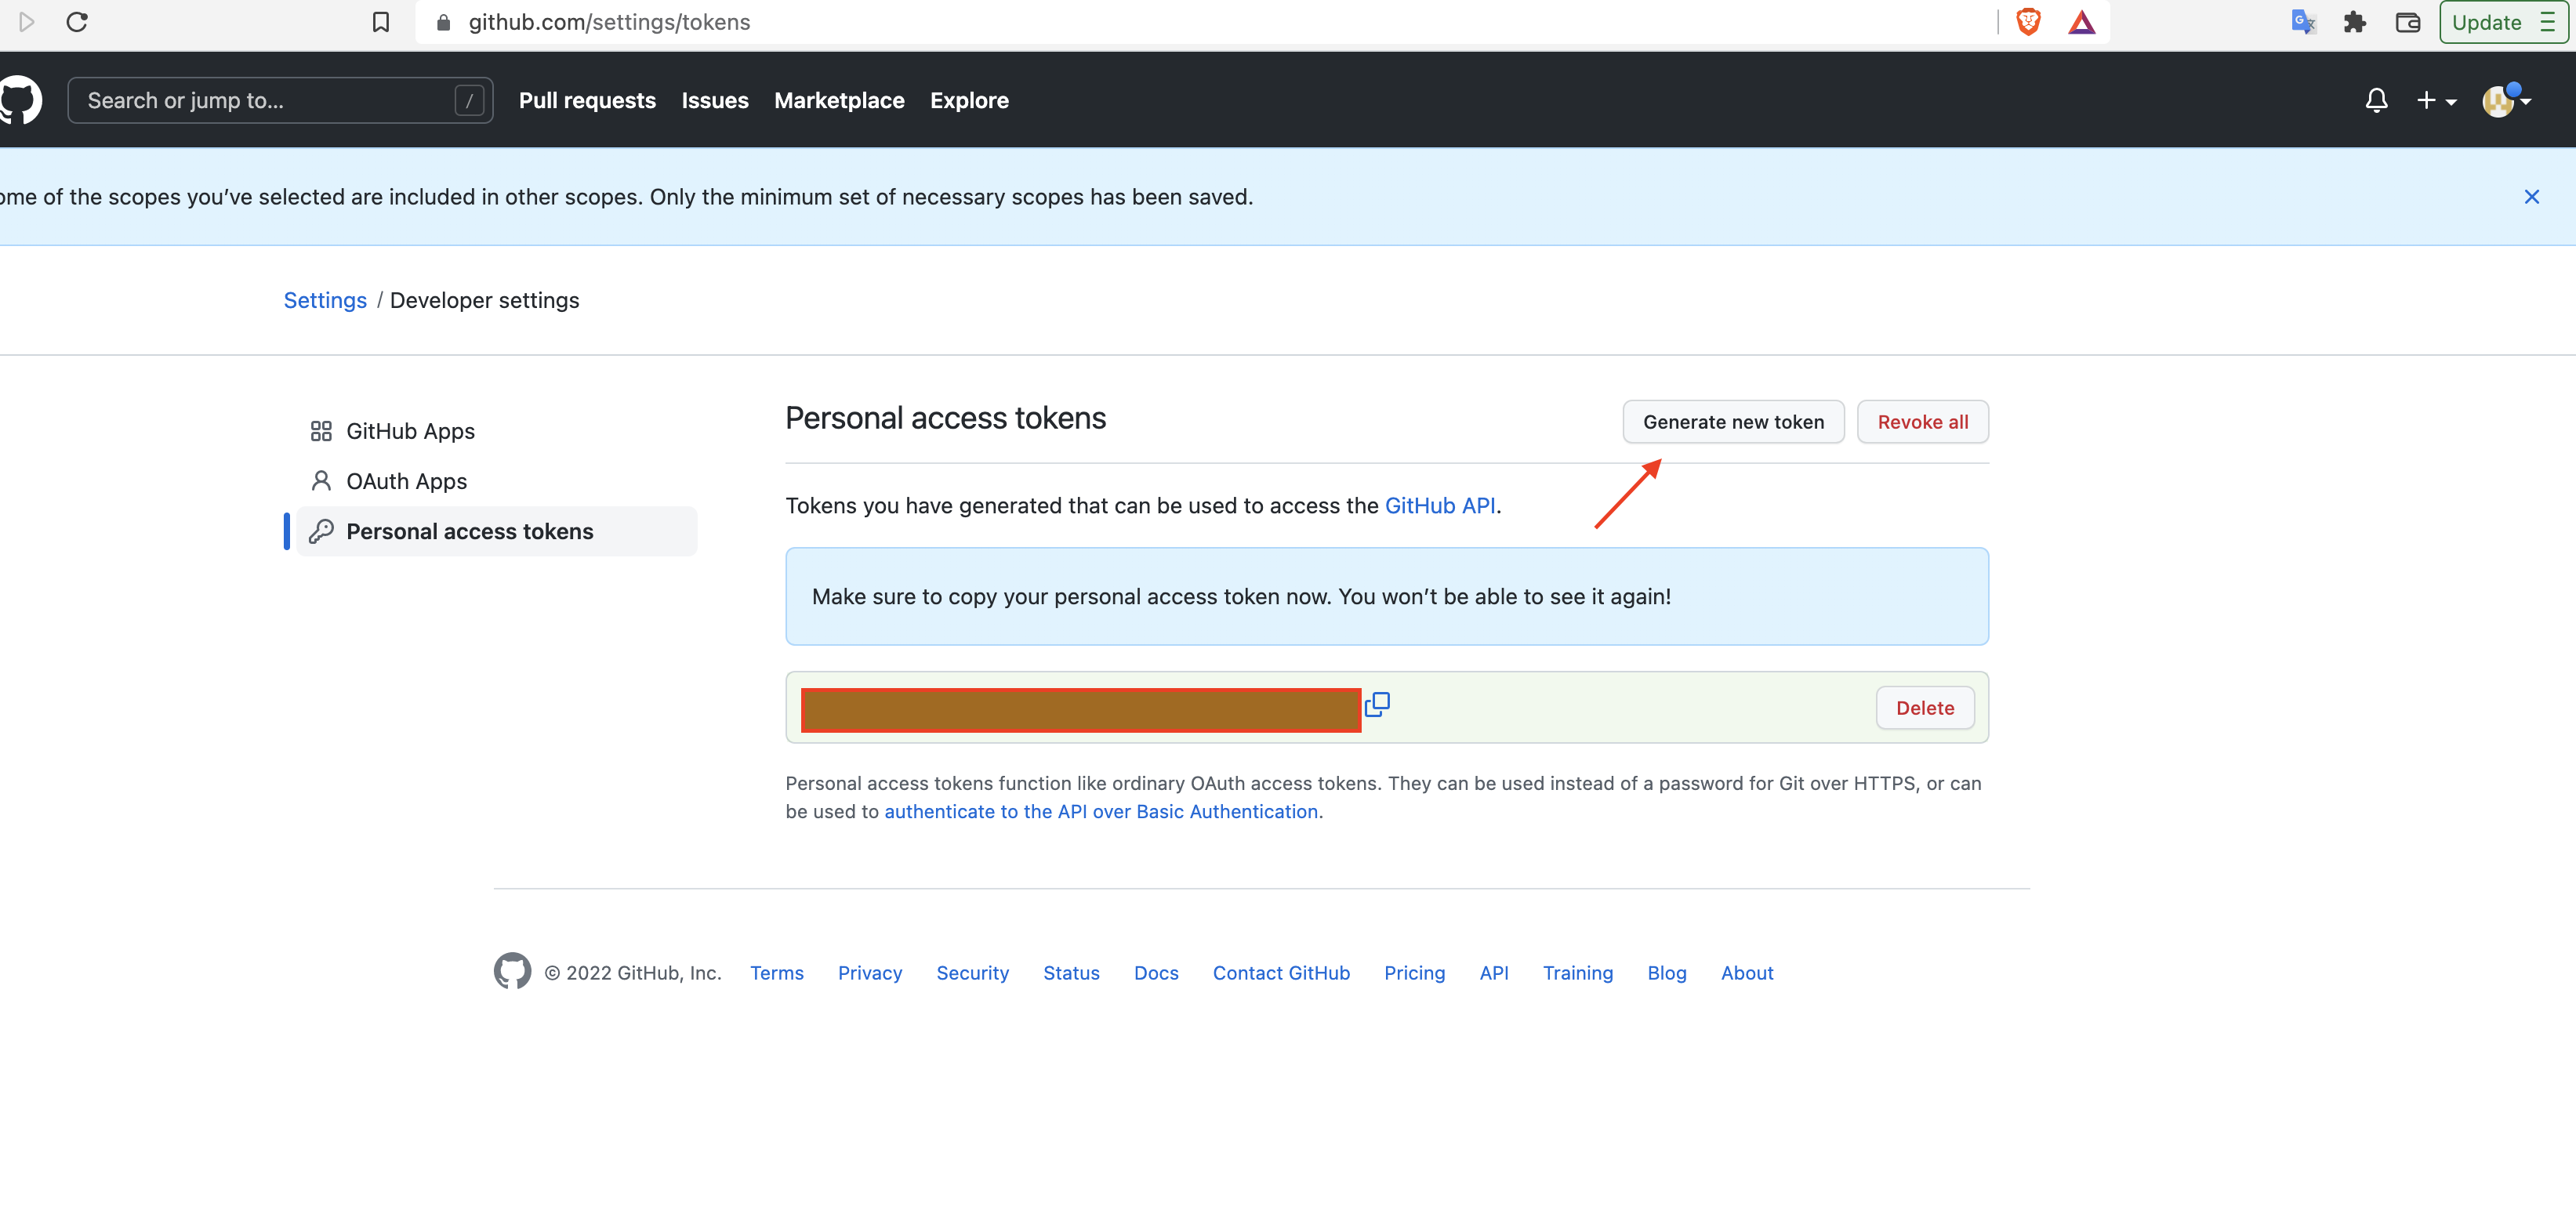 github.com/settings/tokens
Update
Search or jump to... /
Pull requests Issues Marketplace Explore
ome of the scopes you’ve selected are included in other scopes. Only the minimum set of necessary scopes has been saved.
Settings / Developer settings
GitHub Apps
OAuth Apps
Personal access tokens
Personal access tokens
Generate new token
Revoke all
Tokens you have generated that can be used to access the GitHub API.
Make sure to copy your personal access token now. You won’t be able to see it again!
Delete
Personal access tokens function like ordinary OAuth access tokens. They can be used instead of a password for Git over HTTPS, or can
be used to authenticate to the API over Basic Authentication.
© 2022 GitHub, Inc. Terms Privacy Security Status Docs Contact GitHub Pricing API Training Blog About